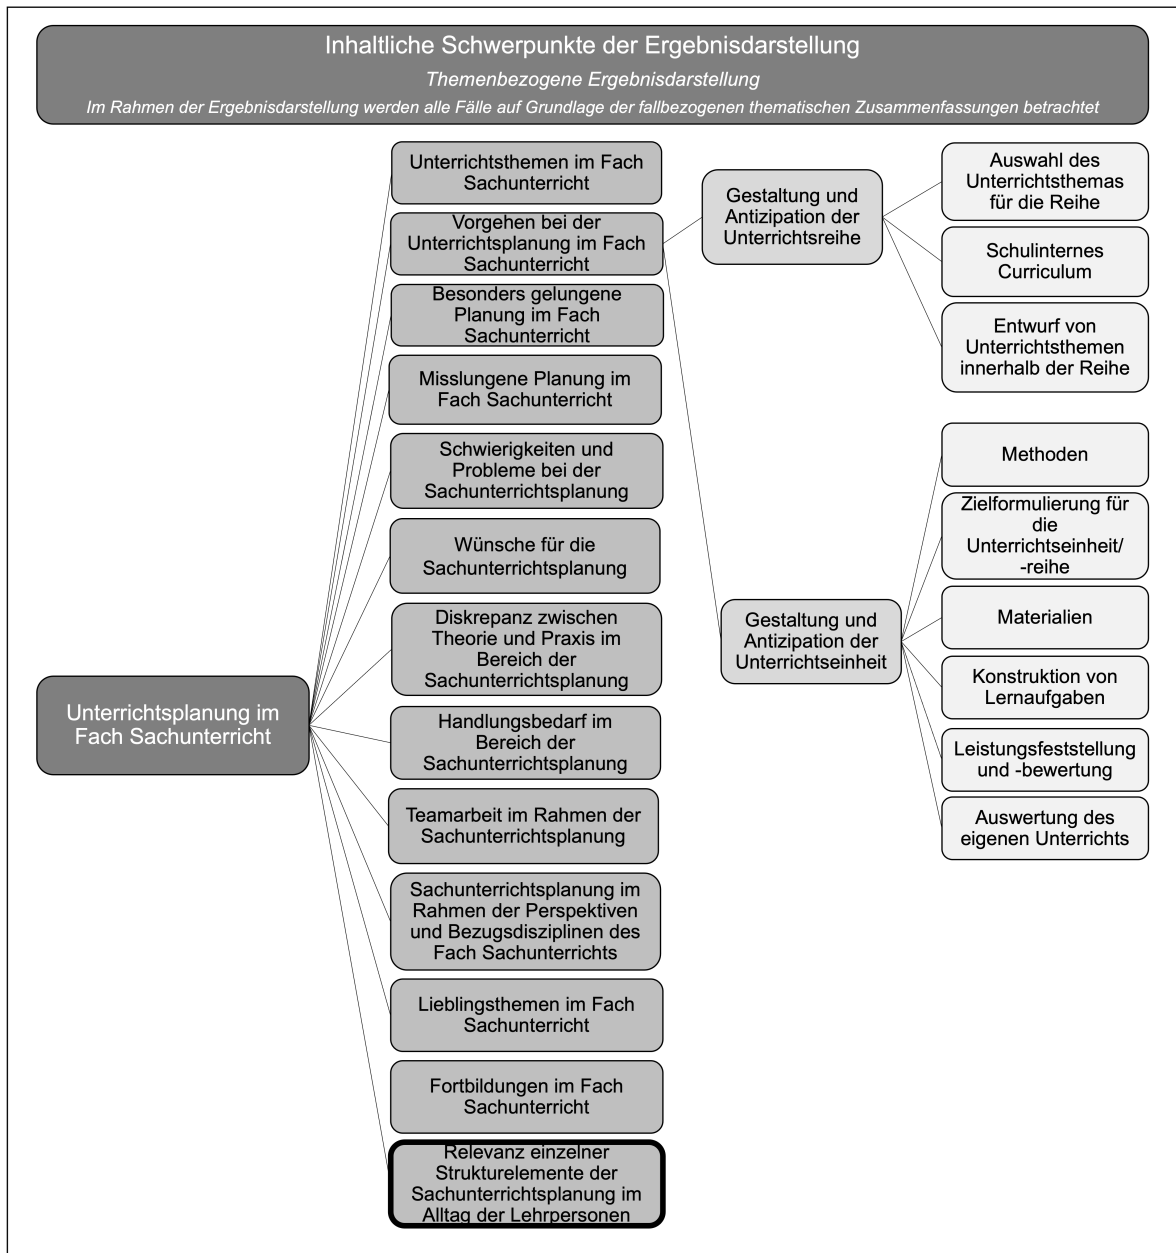 Inhaltliche Schwerpunkte der Ergebnisdarstellung
Themenbezogene Ergebnisdarstellung
Im Rahmen der Ergebnisdarstellung werden alle Fälle auf Grundlage der fallbezogenen thematischen Zusammenfassungen betrachtet
Unterrichtsplanung im
Fach Sachunterricht
Unterrichtsthemen im Fach
Sachunterricht
Vorgehen bei der
Unterrichtsplanung im Fach
Sachunterricht
Besonders gelungene
Planung im Fach
Sachunterricht
Misslungene Planung im
Fach Sachunterricht
Schwierigkeiten und
Probleme bei der
Sachunterrichtsplanung
Wünsche für die
Sachunterrichtsplanung
Diskrepanz zwischen
Theorie und Praxis im
Bereich der
Sachunterrichtsplanung
Handlungsbedarf im
Bereich der
Sachunterrichtsplanung
Teamarbeit im Rahmen der
Sachunterrichtsplanung
Sachunterrichtsplanung im
Rahmen der Perspektiven
und Bezugsdisziplinen des
Fach Sachunterrichts
Lieblingsthemen im Fach
Sachunterricht
Fortbildungen im Fach
Sachunterricht
Relevanz einzelner
Strukturelemente der
Sachunterrichtsplanung im
Alltag der Lehrpersonen
Gestaltung und
Antizipation der
Unterrichtsreihe
Gestaltung und
Antizipation der
Unterrichtseinheit
Auswahl des
Unterrichtsthemas
für die Reihe
Schulinternes
Curriculum
Entwurf von
Unterrichtsthemen
innerhalb der Reihe
Methoden
Zielformulierung für
die
Unterrichtseinheit/
-reihe
Materialien
Konstruktion von
Lernaufgaben
Leistungsfeststellung
und -bewertung
Auswertung des
eigenen Unterrichts